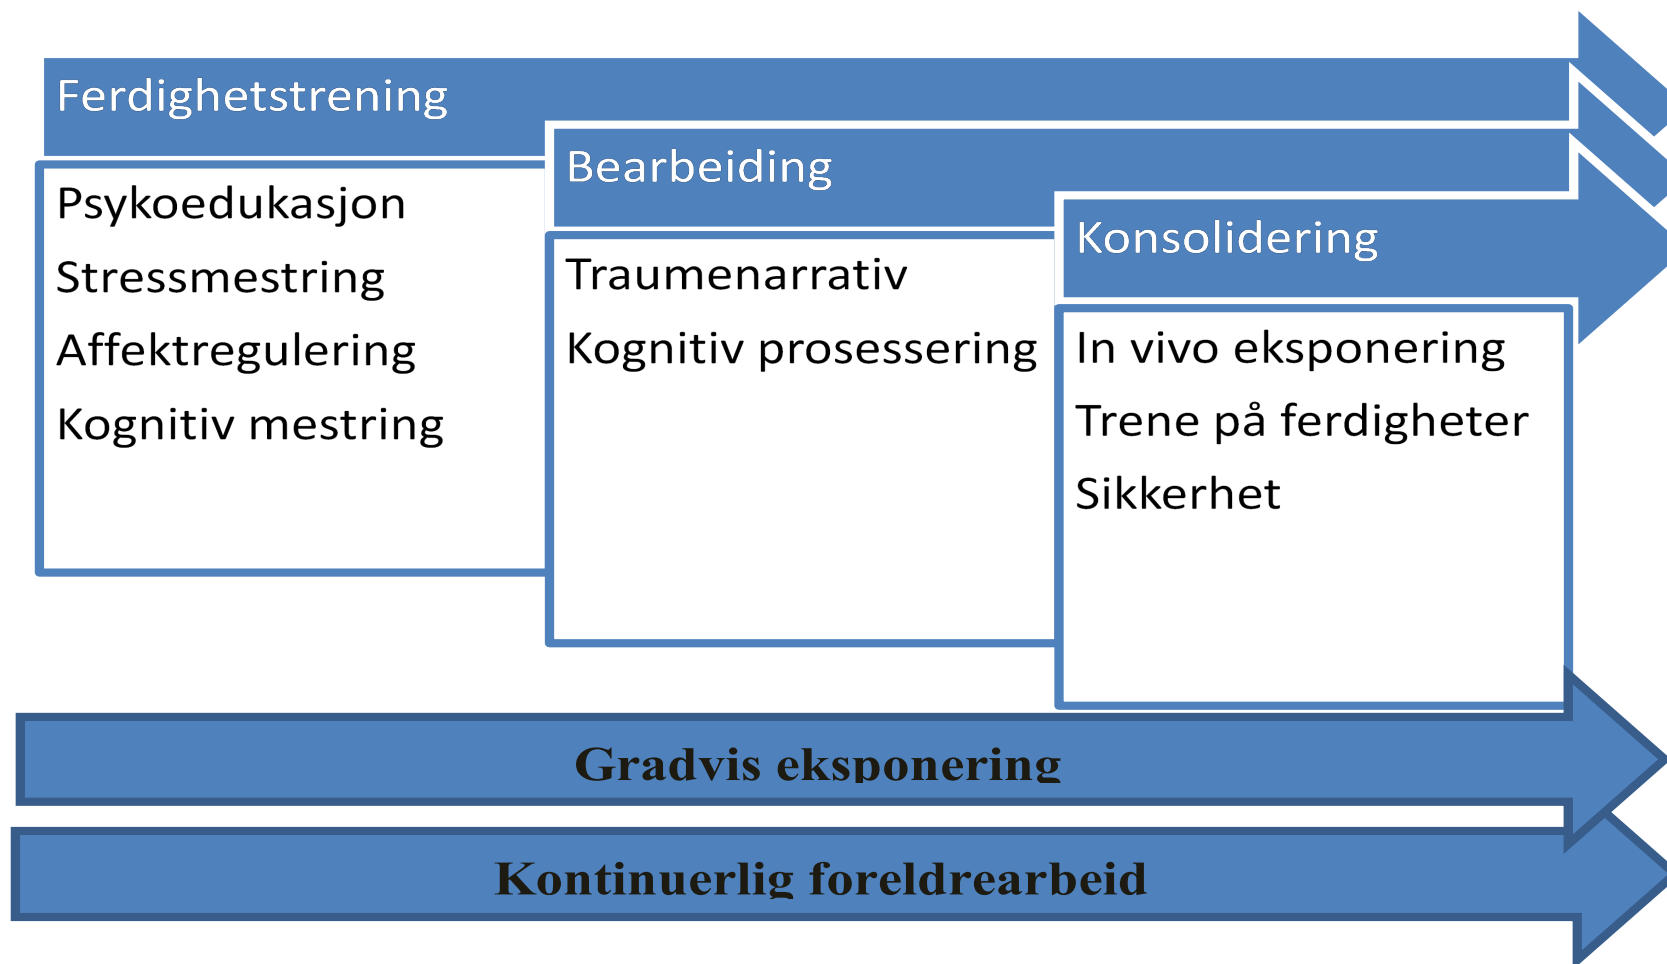 Ferdighetstrening
Psykoedukasjon
Stressmestring
Affektregulering
Kognitiv mestring
Bearbeiding
Traumenarrativ
Kognitiv prosessering
Konsolidering
In vivo eksponering
Trene på ferdigheter
Sikkerhet
Gradvis eksponering
Kontinuerlig foreldrearbeid